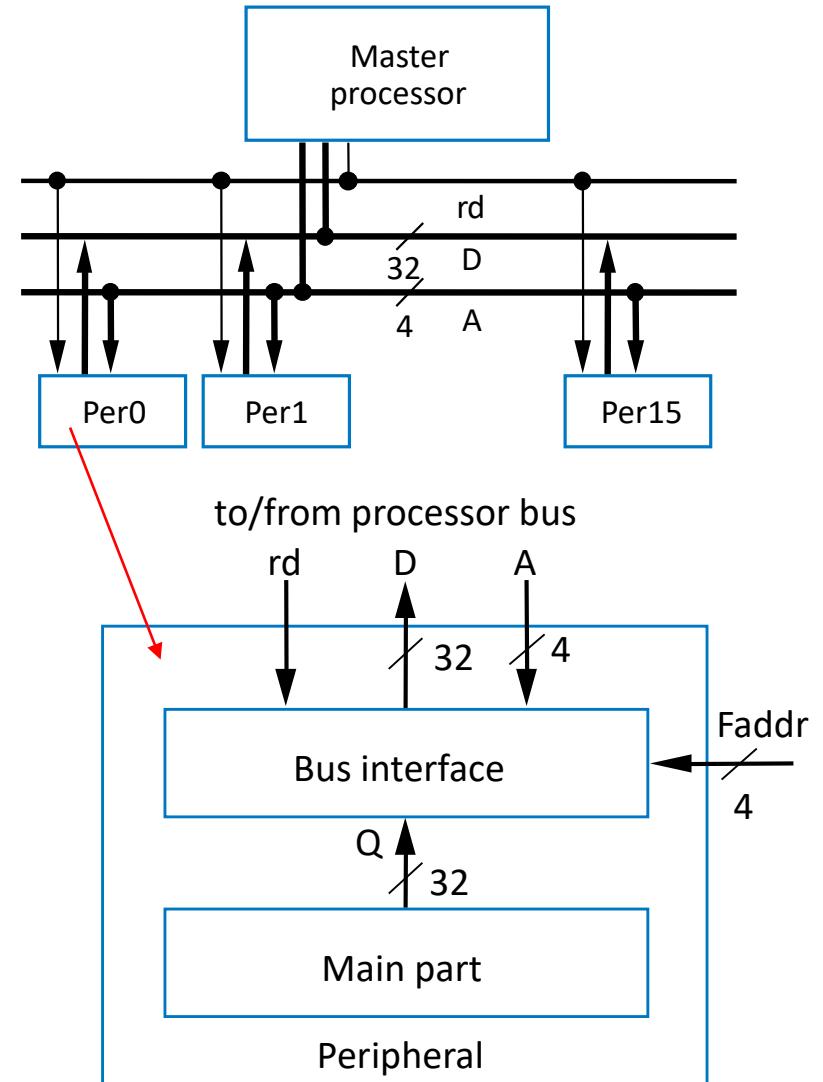 Master
processor
rd
32 D
4 A
Per0 Per1 Per15
to/from processor bus
rd D A
32 4
Faddr
Bus interface
4
Q
32
Main part
Peripheral